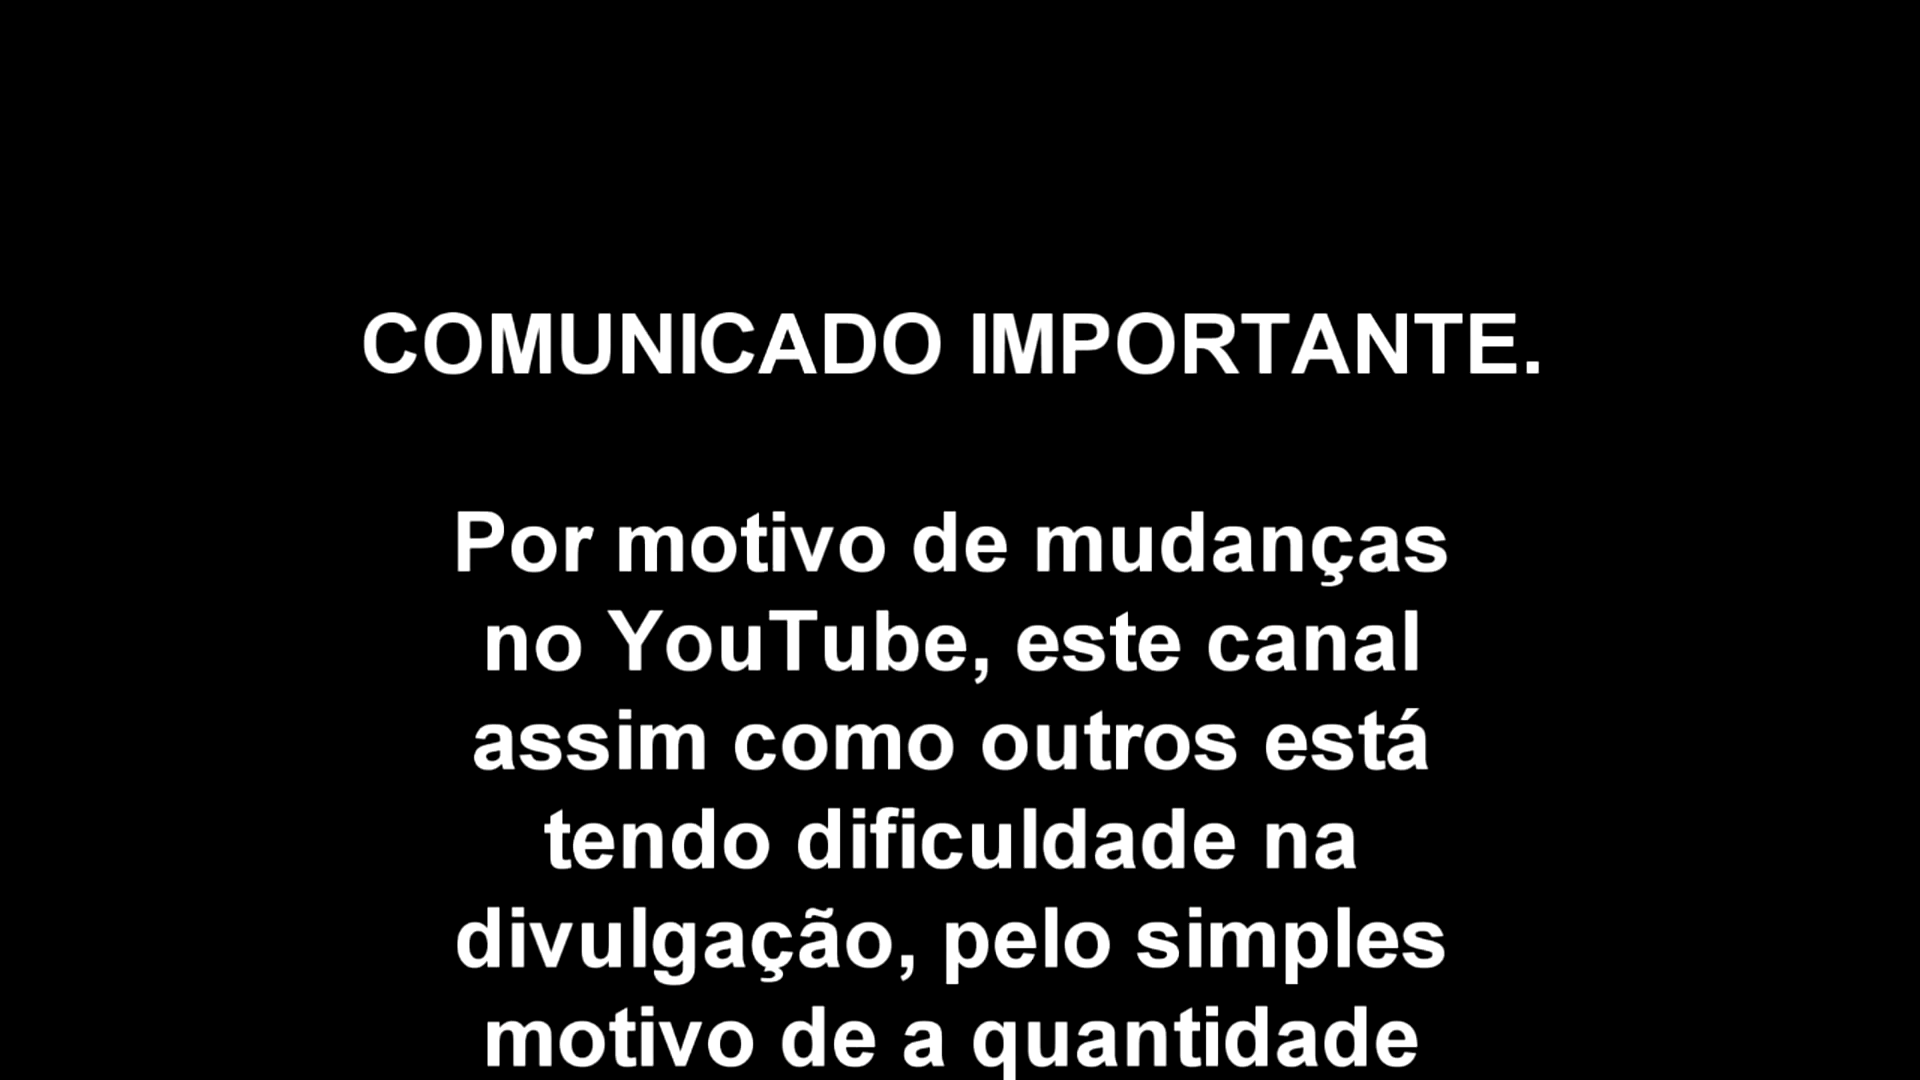 COMUNICADO IMPORTANTE.
Por motivo de mudanças
no YouTube, este canal
assim como outros está
tendo dificuldade na
divulgação, pelo simples
motivo de a quantidade